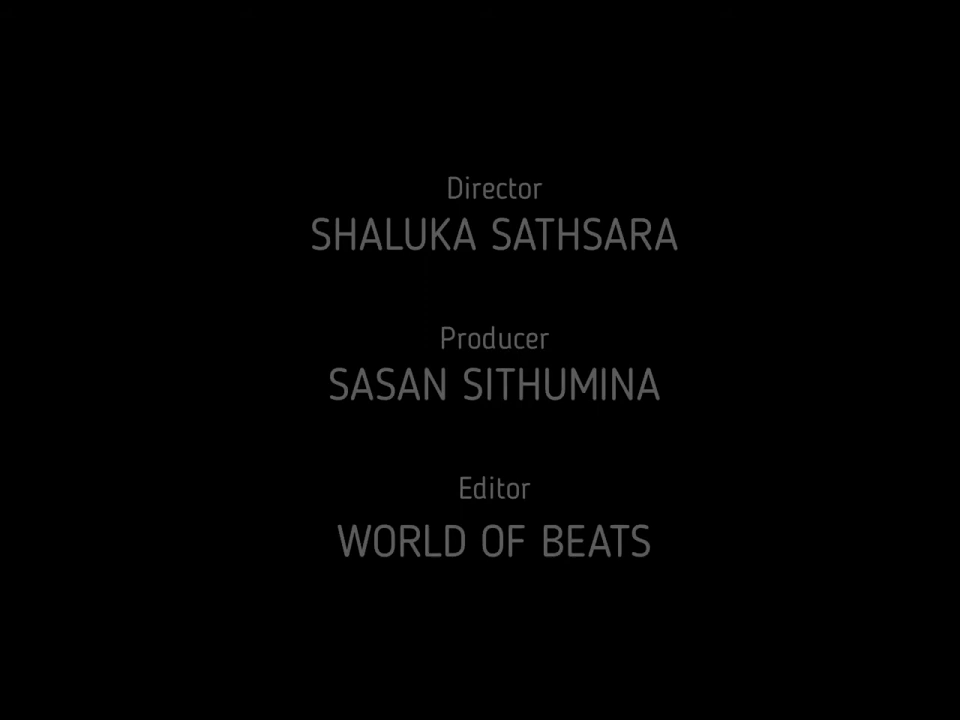 Director
SHALUKA SATHSARA
Producer
SASAN SITHUMINA
Editor
WORLD OF BEATS